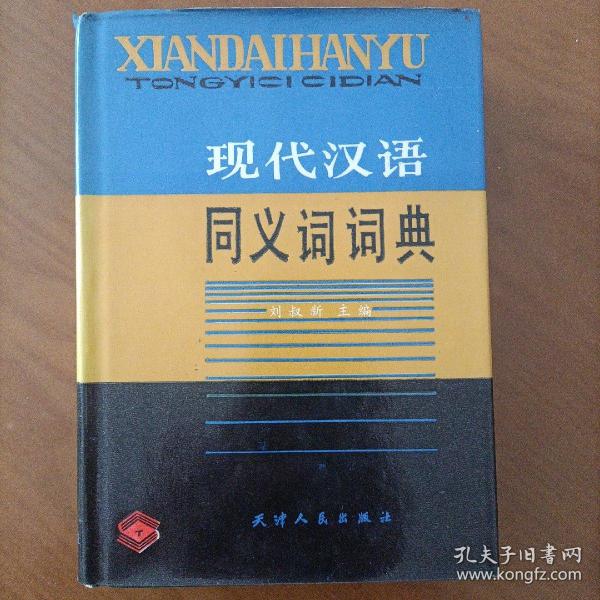 XIANDAIHANYU
TONGYICI CIDIAN
现代汉语
同义词词典
刘叔新 主编
天津人民出版社
T
孔夫子旧书网
www.kongfz.com